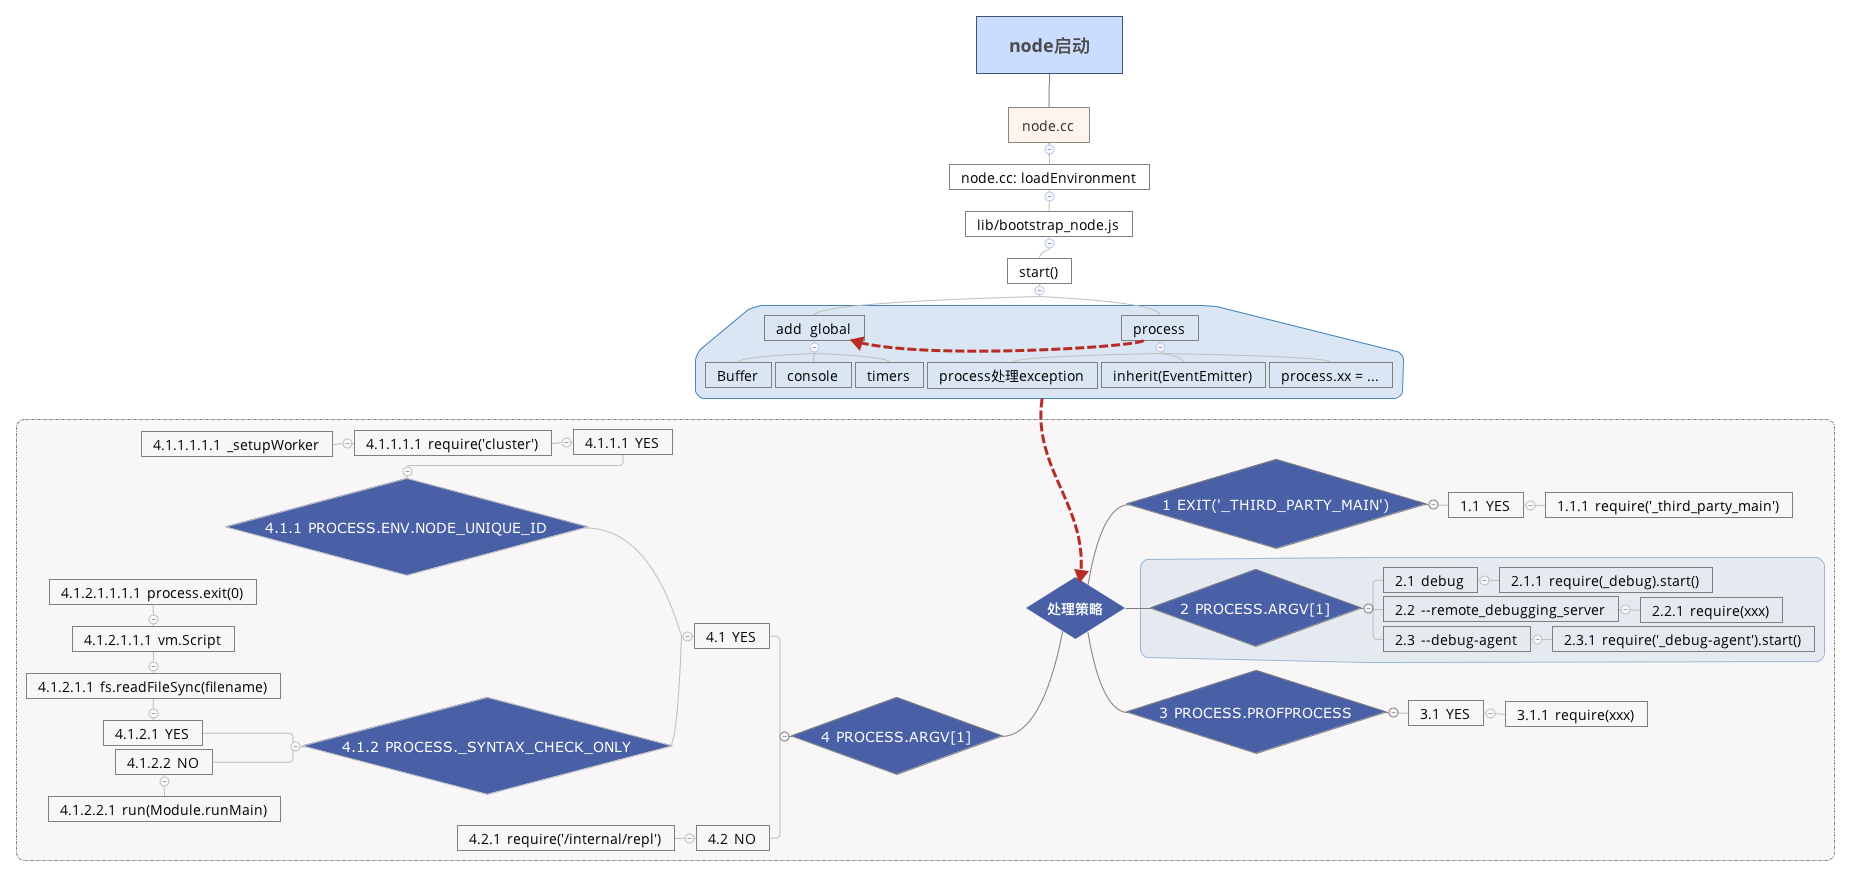 node启动
node.cc
node.cc: loadEnvironment
lib/bootstrap_node.js
start()
add global
process
Buffer
console
timers
process处理exception
inherit(EventEmitter)
process.xx = ...
处理策略
1 EXIT('_THIRD_PARTY_MAIN')
1.1 YES
1.1.1 require('_third_party_main')
2 PROCESS.ARGV[1]
2.1 debug
2.1.1 require(_debug).start()
2.2 --remote_debugging_server
2.2.1 require(xxx)
2.3 --debug-agent
2.3.1 require('_debug-agent').start()
3 PROCESS.PROFPROCESS
3.1 YES
3.1.1 require(xxx)
4 PROCESS.ARGV[1]
4.1 YES
4.1.1 PROCESS.ENV.NODE_UNIQUE_ID
4.1.1.1 YES
4.1.1.1.1 require('cluster')
4.1.1.1.1.1 _setupWorker
4.1.2 PROCESS._SYNTAX_CHECK_ONLY
4.1.2.1 YES
4.1.2.1.1 fs.readFileSync(filename)
4.1.2.1.1.1 vm.Script
4.1.2.1.1.1.1 process.exit(0)
4.1.2.2 NO
4.1.2.2.1 run(Module.runMain)
4.2 NO
4.2.1 require('/internal/repl')